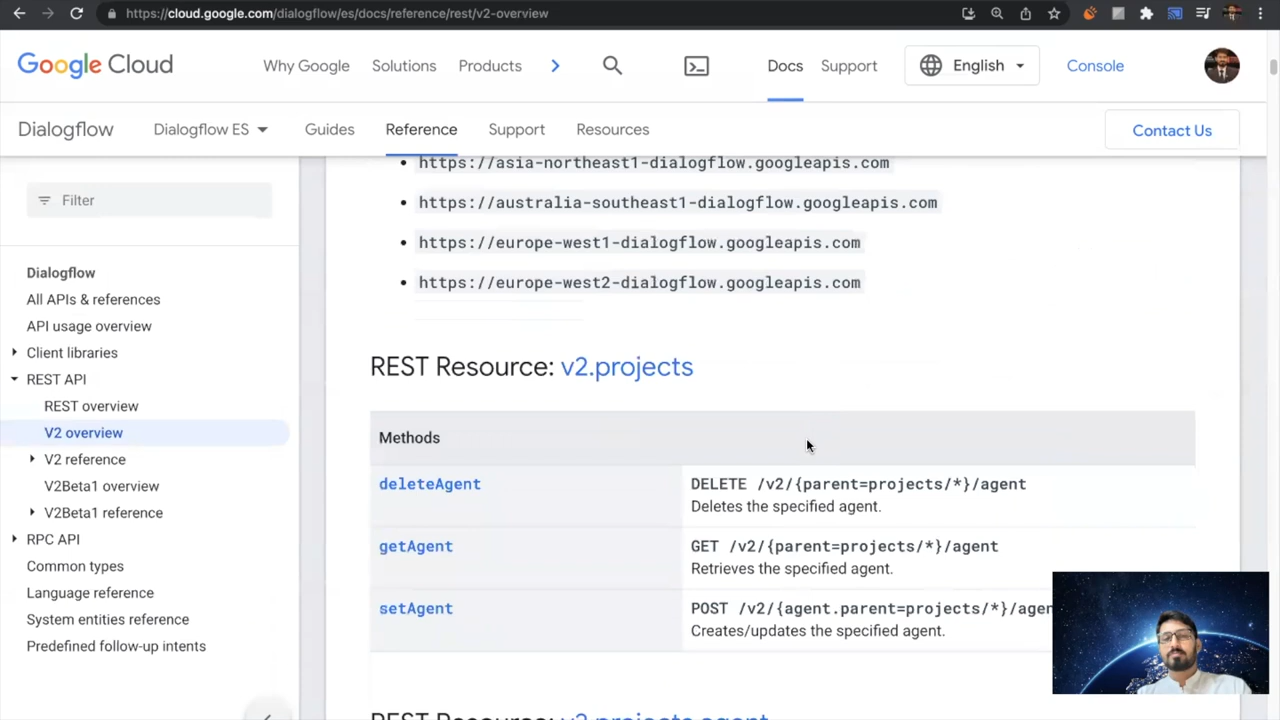 https://cloud.google.com/dialogflow/es/docs/reference/rest/v2-overview
Google Cloud Why Google Solutions Products Docs Support English Console
Dialogflow Dialogflow ES Guides Reference Support Resources Contact Us
Filter
Dialogflow
All APIs & references
API usage overview
Client libraries
REST API
REST overview
V2 overview
V2 reference
V2Beta1 overview
V2Beta1 reference
RPC API
Common types
Language reference
System entities reference
Predefined follow-up intents
• https://asia-northeast1-dialogflow.googleapis.com
• https://australia-southeast1-dialogflow.googleapis.com
• https://europe-west1-dialogflow.googleapis.com
• https://europe-west2-dialogflow.googleapis.com
REST Resource: v2.projects
Methods
deleteAgent DELETE /v2/{parent=projects/*}/agent
Deletes the specified agent.
getAgent GET /v2/{parent=projects/*}/agent
Retrieves the specified agent.
setAgent POST /v2/{agent.parent=projects/*}/agen
Creates/updates the specified agent.
REST Resource: v2.projects.agent